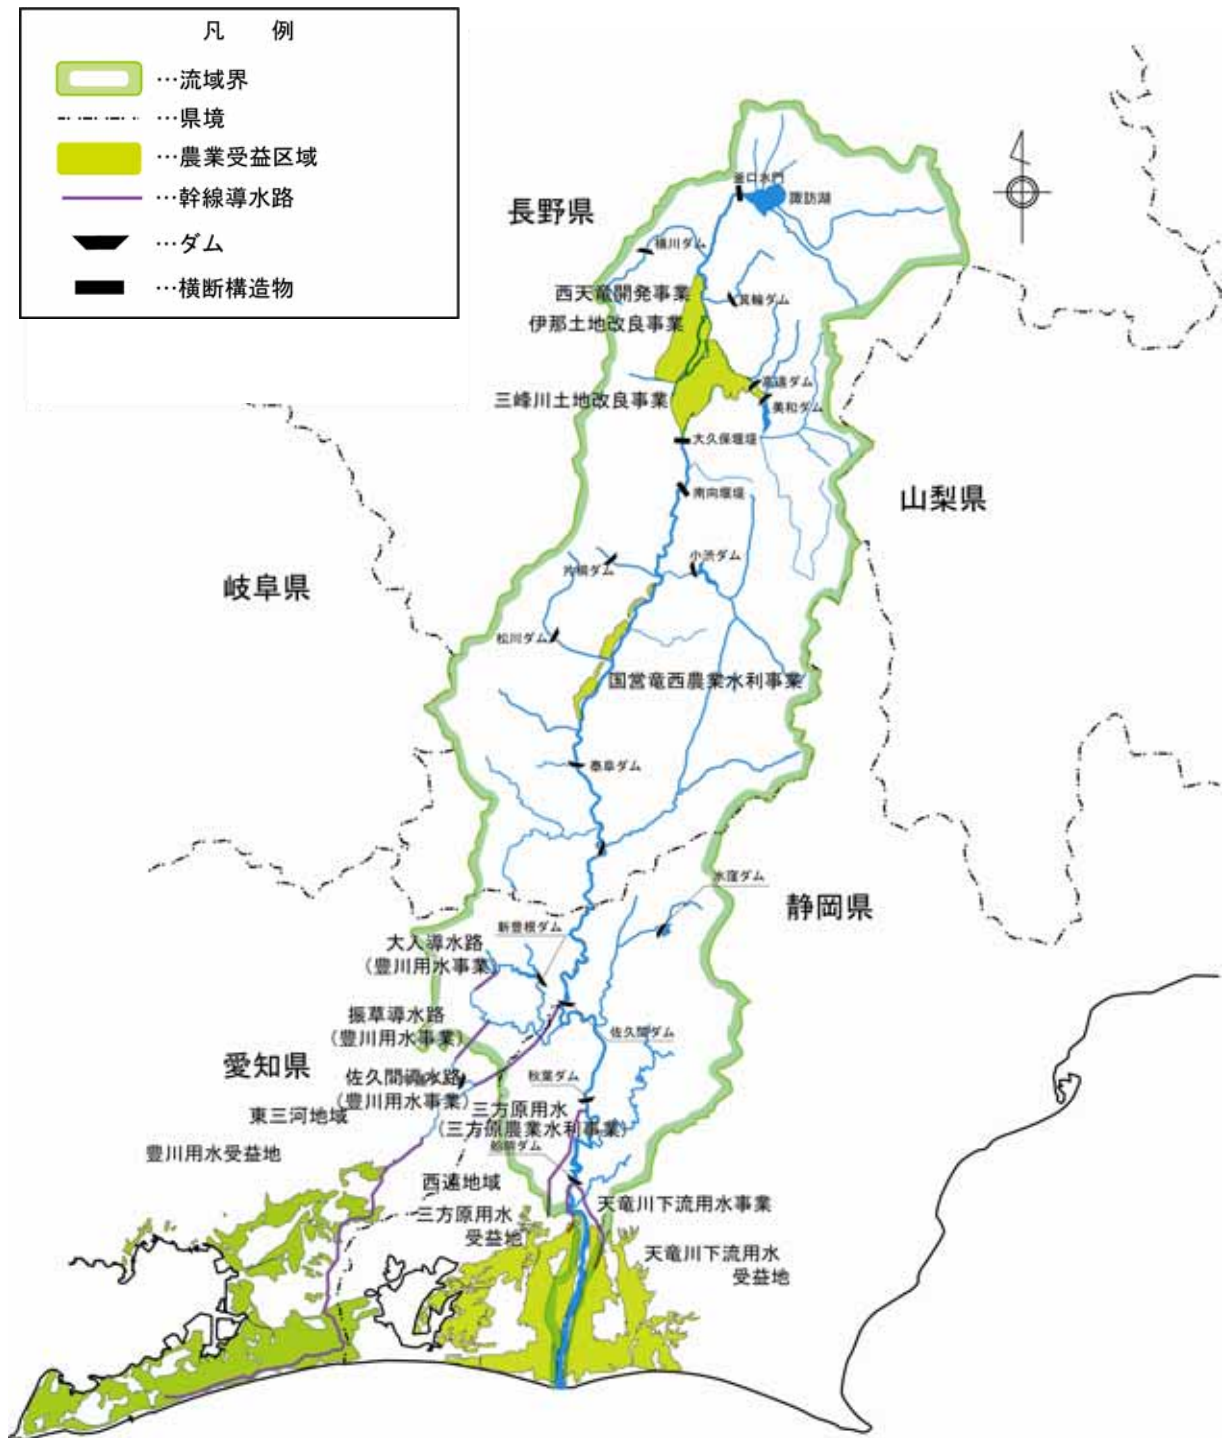 凡　例
…流域界
…県境
…農業受益区域
…幹線導水路
…ダム
…横断構造物
釜口水門
諏訪湖
長野県
横川ダム
西天竜開発事業
箕輪ダム
伊那土地改良事業
高遠ダム
三峰川土地改良事業
美和ダム
大久保堰堤
南向堰堤
山梨県
小渋ダム
片桐ダム
岐阜県
松川ダム
国営竜西農業水利事業
泰阜ダム
水窪ダム
静岡県
新豊根ダム
大入導水路
（豊川用水事業）
振草導水路
（豊川用水事業）
佐久間ダム
愛知県
佐久間導水路
（豊川用水事業）
秋葉ダム
東三河地域
三方原用水
（三方原農業水利事業）
船明ダム
豊川用水受益地
西遠地域
天竜川下流用水事業
三方原用水
受益地
天竜川下流用水
受益地